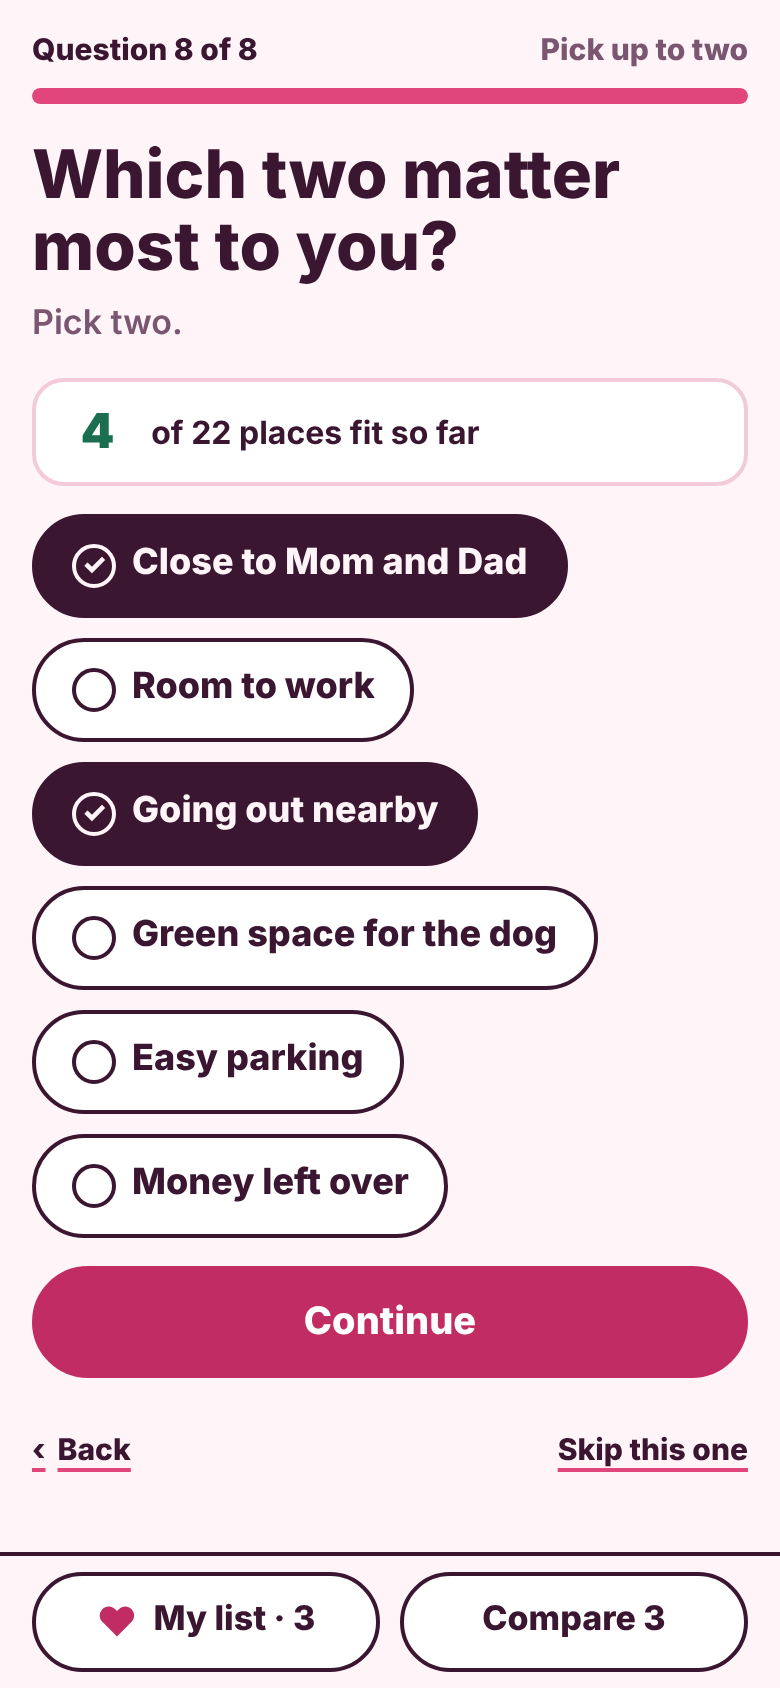 Question 8 of 8
Pick up to two
Which two matter
most to you?
Pick two.
4 of 22 places fit so far
Close to Mom and Dad
Room to work
Going out nearby
Green space for the dog
Easy parking
Money left over
Continue
‹ Back
Skip this one
My list · 3
Compare 3